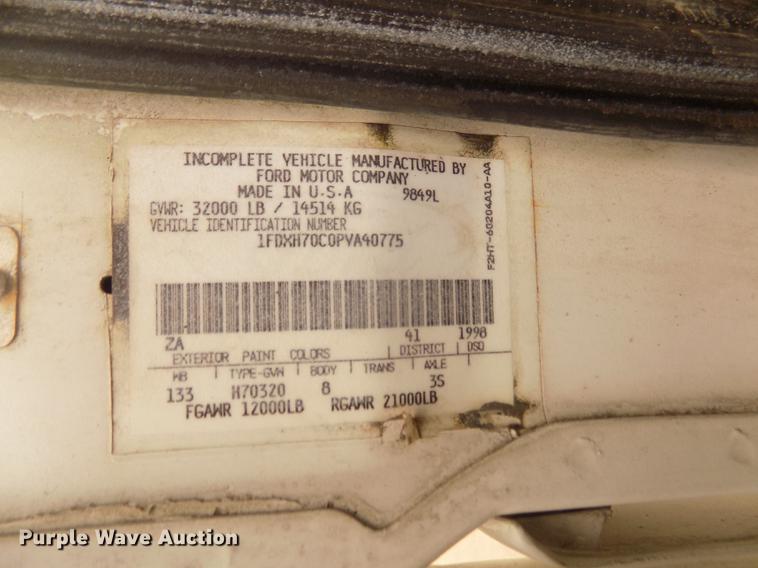 INCOMPLETE VEHICLE MANUFACTURED BY
FORD MOTOR COMPANY
MADE IN U.S.A 9849L
GVWR: 32000 LB / 14514 KG
VEHICLE IDENTIFICATION NUMBER
1FDXH70C0PVA40775
F2HT-60204A10-AA
ZA 41 1998
EXTERIOR PAINT COLORS DISTRICT DSO
WB TYPE-GVW BODY TRANS AXLE
133 H70320 8 3S
FGAWR 12000LB RGAWR 21000LB
Purple Wave Auction